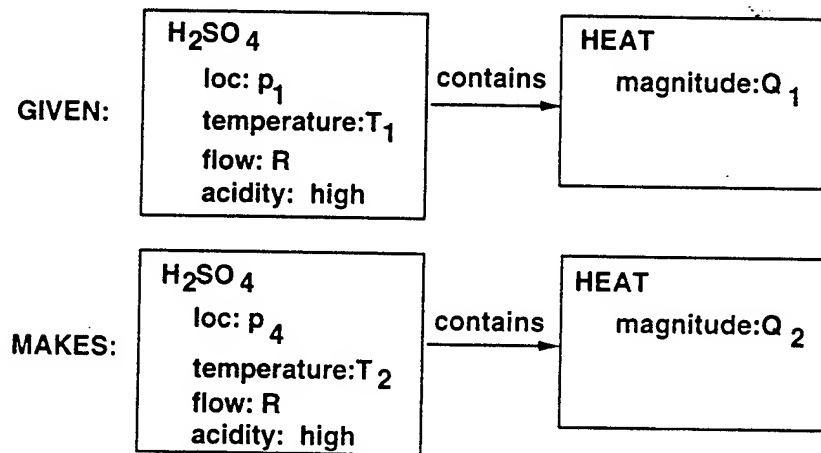 H₂SO₄
loc: p₁
temperature:T₁
flow: R
acidity: high
GIVEN:
contains
HEAT
magnitude:Q₁
H₂SO₄
loc: p₄
temperature:T₂
flow: R
acidity: high
MAKES:
contains
HEAT
magnitude:Q₂